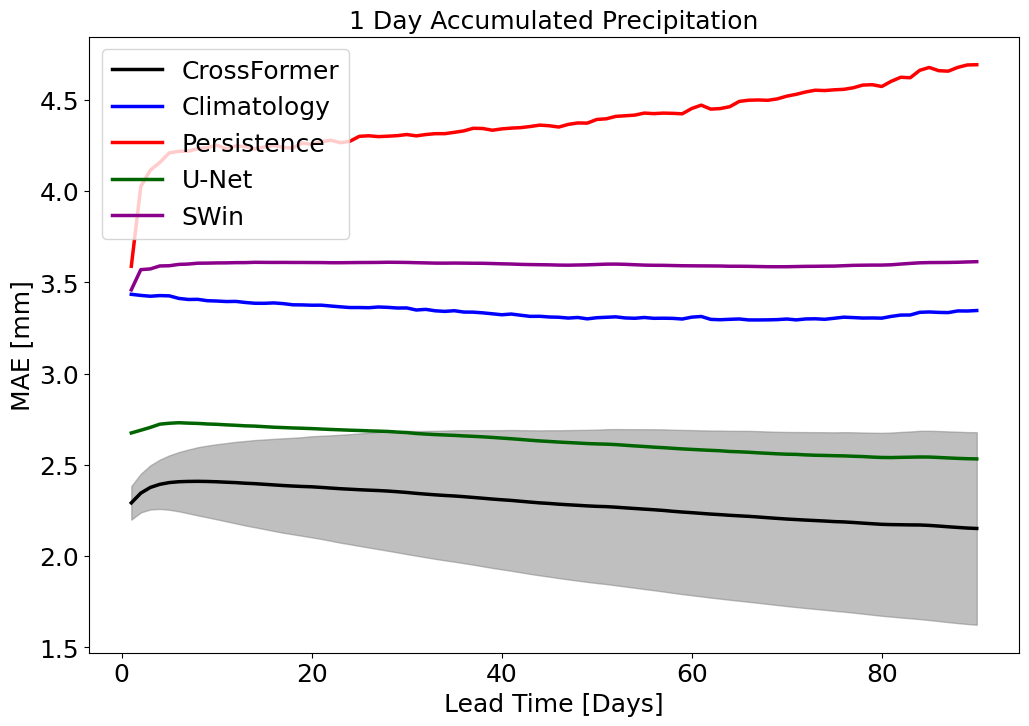 1 Day Accumulated Precipitation
CrossFormer
Climatology
Persistence
U-Net
SWin
MAE [mm]
4.5
4.0
3.5
3.0
2.5
2.0
1.5
0 20 40 60 80
Lead Time [Days]